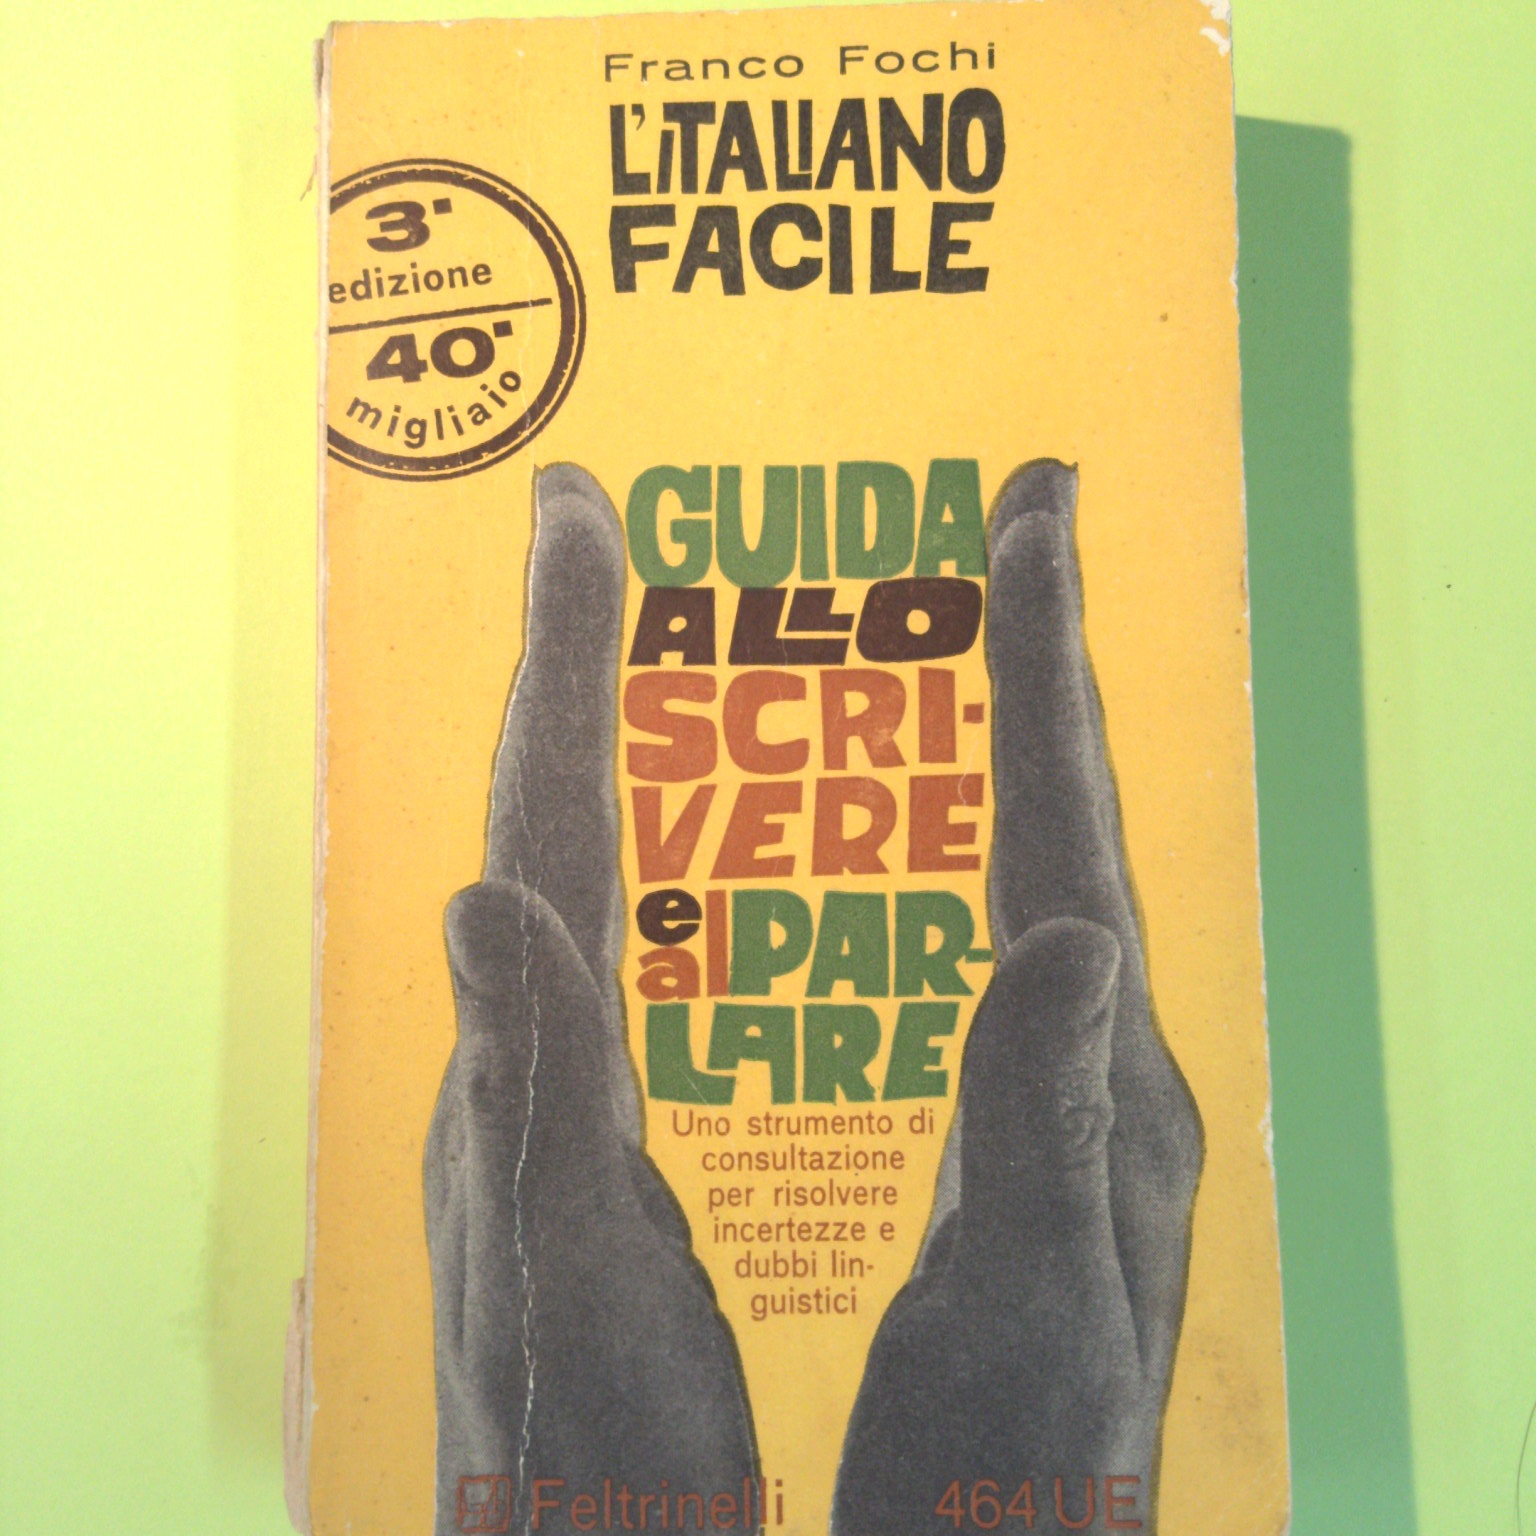 Franco Fochi
L'iTALIANO
FACILE
3ª
edizione
40°
migliaio
GUIDA
ALLO
SCRI-
VERE
e
al PAR-
LARE
Uno strumento di
consultazione
per risolvere
incertezze e
dubbi lin-
guistici
Feltrinelli 464 UE